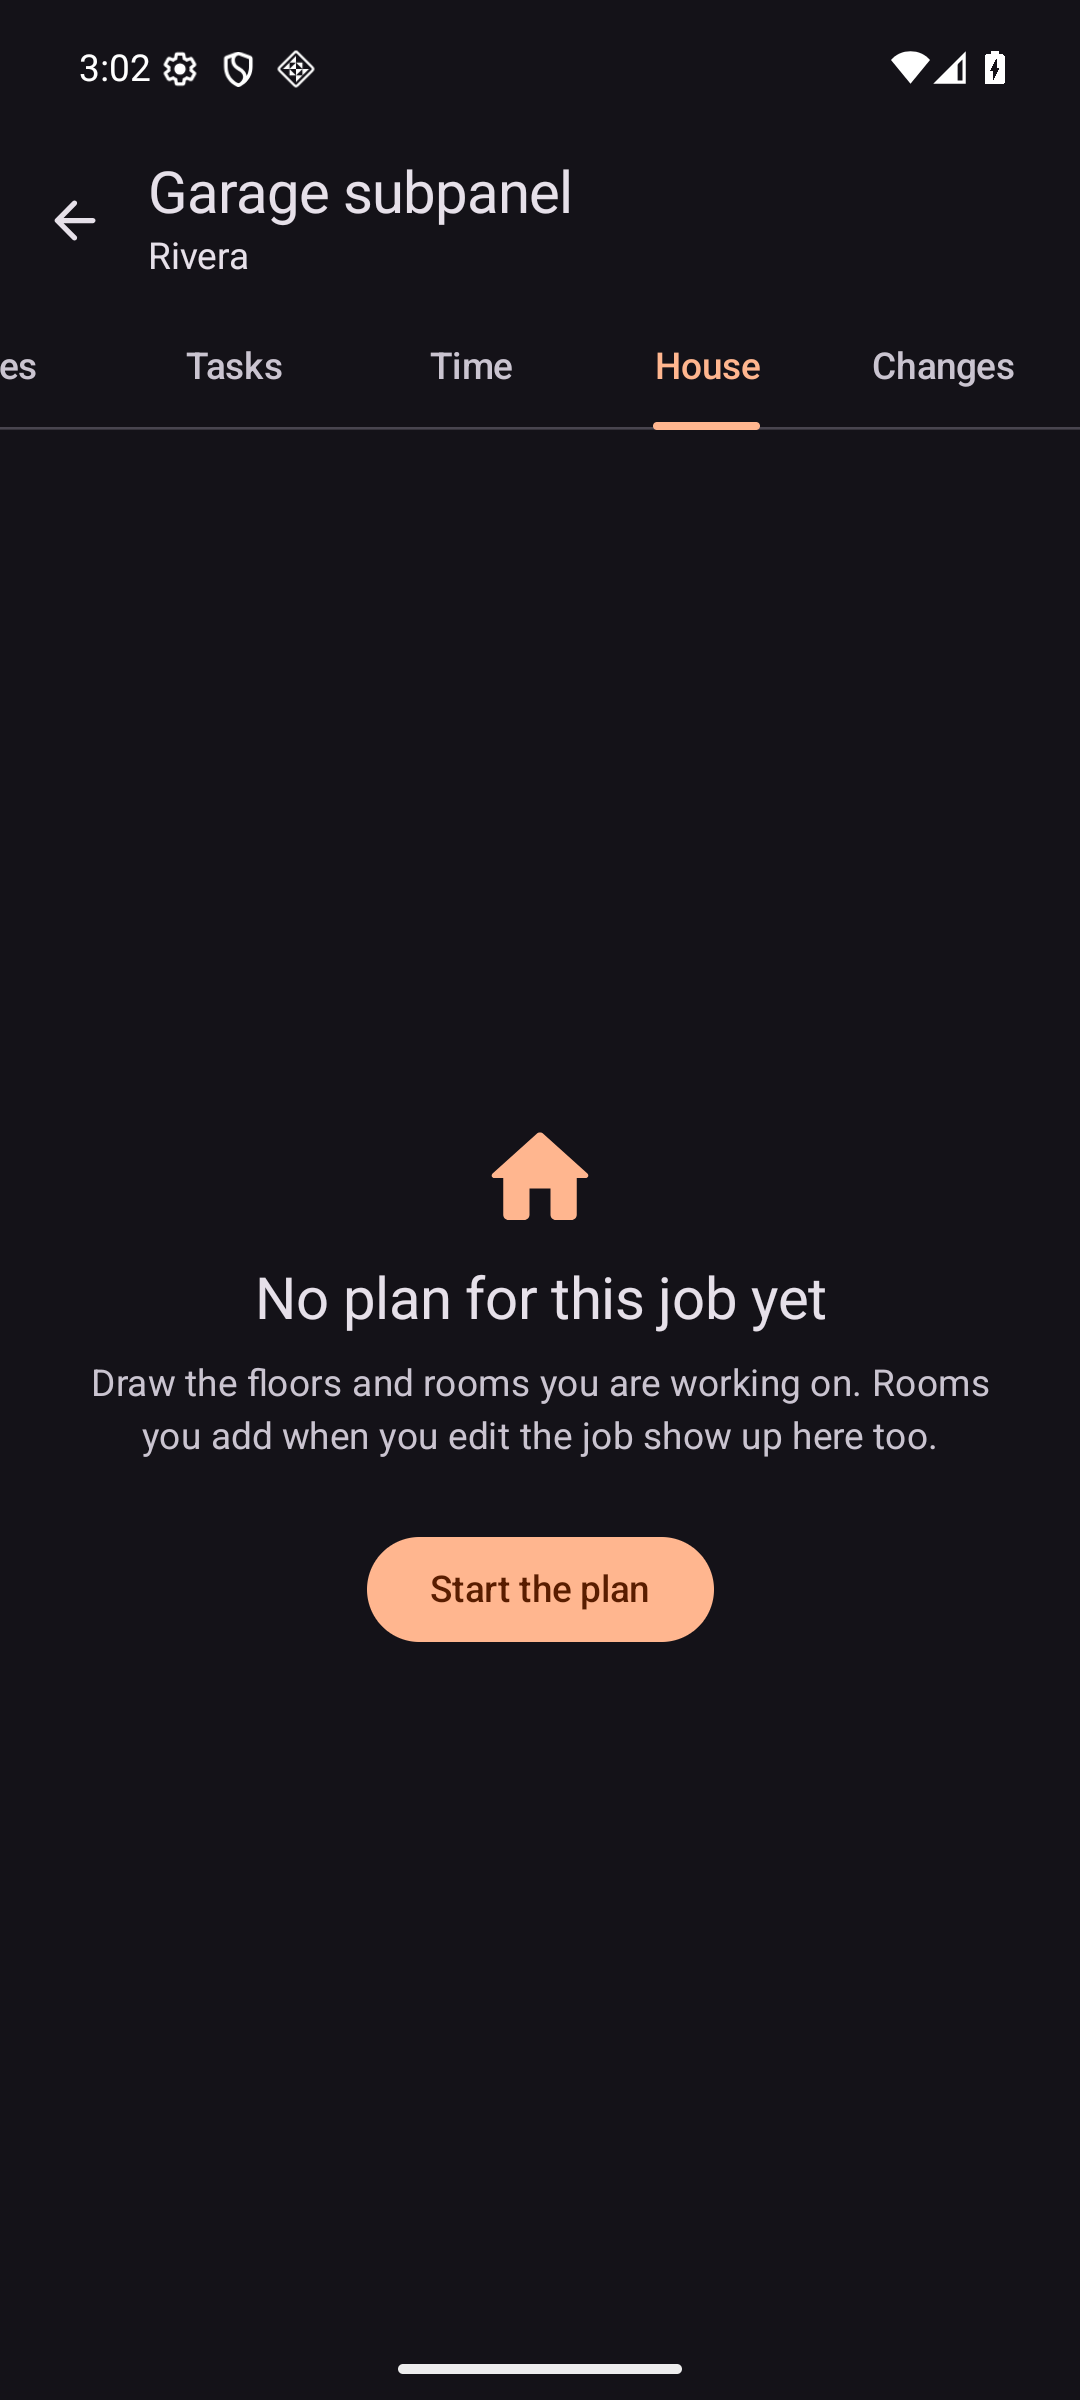 3:02
Garage subpanel
Rivera
es
Tasks
Time
House
Changes
No plan for this job yet
Draw the floors and rooms you are working on. Rooms
you add when you edit the job show up here too.
Start the plan